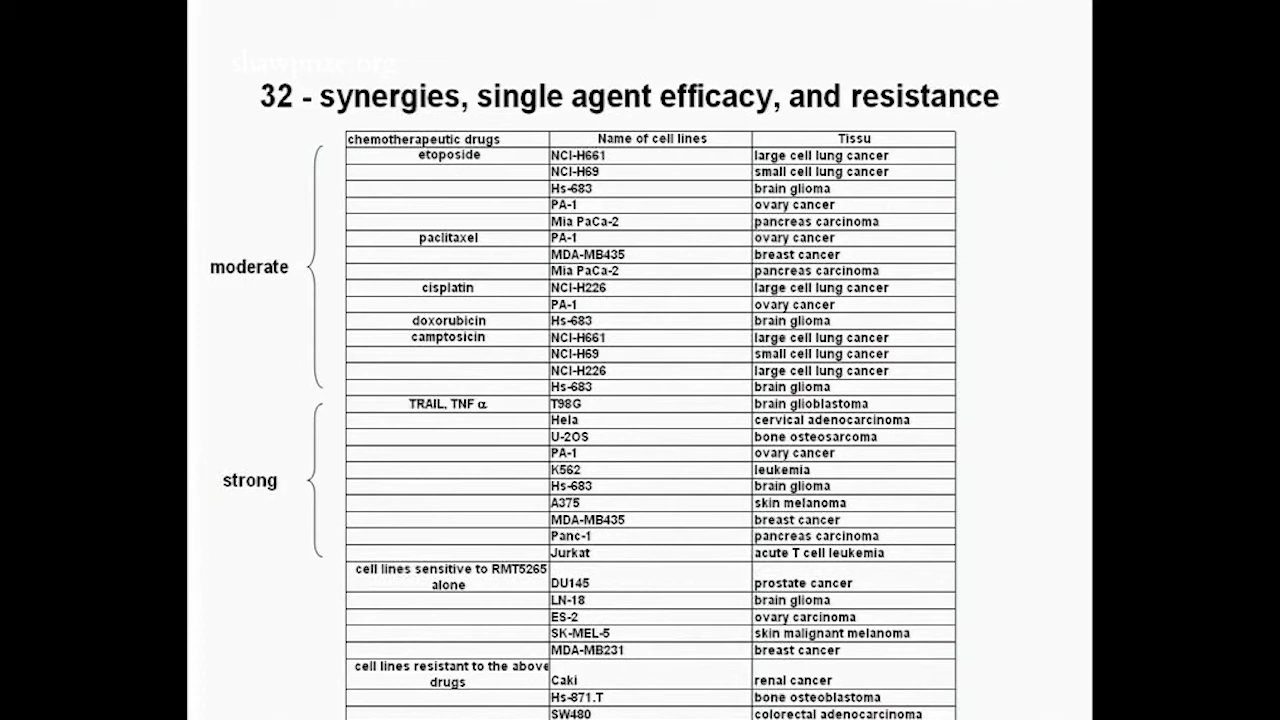 shawprize.org
32 - synergies, single agent efficacy, and resistance
chemotherapeutic drugs Name of cell lines Tissu
etoposide NCI-H661 large cell lung cancer
NCI-H69 small cell lung cancer
Hs-683 brain glioma
PA-1 ovary cancer
Mia PaCa-2 pancreas carcinoma
paclitaxel PA-1 ovary cancer
MDA-MB435 breast cancer
moderate
Mia PaCa-2 pancreas carcinoma
cisplatin NCI-H226 large cell lung cancer
PA-1 ovary cancer
doxorubicin Hs-683 brain glioma
camptosicin NCI-H661 large cell lung cancer
NCI-H69 small cell lung cancer
NCI-H226 large cell lung cancer
Hs-683 brain glioma
TRAIL, TNF α T98G brain glioblastoma
Hela cervical adenocarcinoma
U-2OS bone osteosarcoma
PA-1 ovary cancer
K562 leukemia
strong
Hs-683 brain glioma
A375 skin melanoma
MDA-MB435 breast cancer
Panc-1 pancreas carcinoma
Jurkat acute T cell leukemia
cell lines sensitive to RMT5265
alone DU145 prostate cancer
LN-18 brain glioma
ES-2 ovary carcinoma
SK-MEL-5 skin malignant melanoma
MDA-MB231 breast cancer
cell lines resistant to the above
drugs Caki renal cancer
Hs-871.T bone osteoblastoma
SW480 colorectal adenocarcinoma